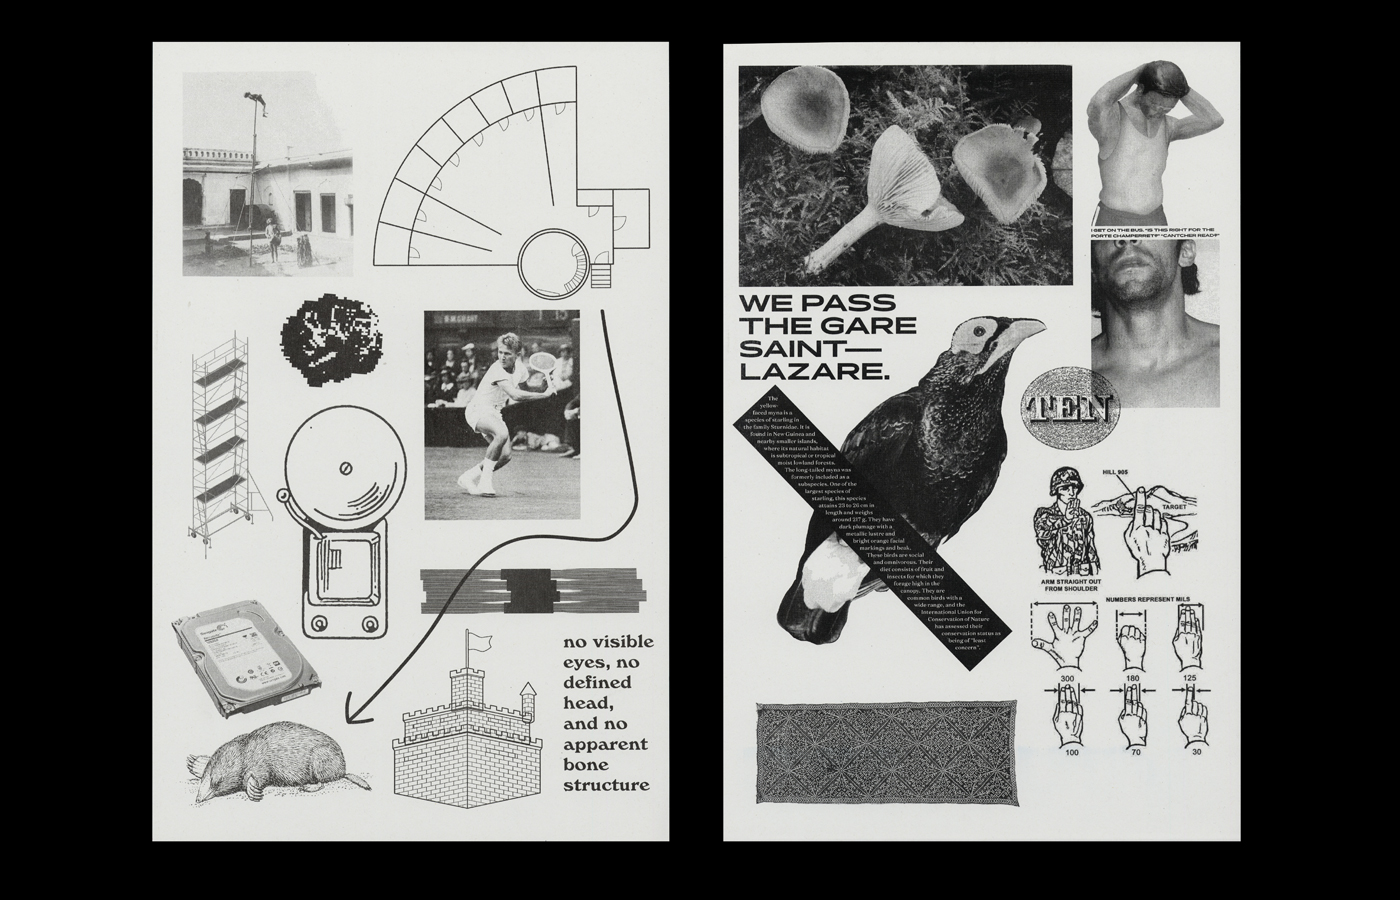 no visible
eyes, no
defined
head,
and no
apparent
bone
structure
I GET ON THE BUS. "IS THIS RIGHT FOR THE
PORTE CHAMPERRET?" "CANTCHER READ?"
WE PASS
THE GARE
SAINT—
LAZARE.
TEN
The
yellow-
faced myna is a
species of starling in
the family Sturnidae. It is
found in New Guinea and
nearby smaller islands,
where its natural habitat
is subtropical or tropical
moist lowland forests.
The long-tailed myna was
formerly included as a
subspecies. One of the
largest species of
starling, this species
attains 23 to 26 cm in
length and weighs
around 217 g. They have
dark plumage with a
metallic lustre and
bright orange facial
markings and beak.
These birds are social
and omnivorous. Their
diet consists of fruit and
insects for which they
forage high in the
canopy. They are
common birds with a
wide range, and the
International Union for
Conservation of Nature
has assessed their
conservation status as
being of "least
concern".
HILL 905
TARGET
ARM STRAIGHT OUT
FROM SHOULDER
NUMBERS REPRESENT MILS
300 180 125
100 70 30